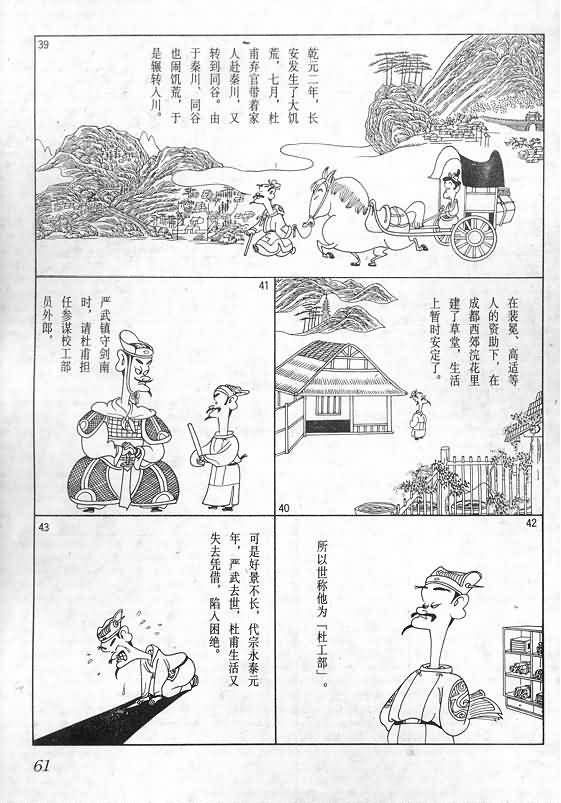 39
乾元二年，长
安发生了大饥
荒，七月，杜
甫弃官带着家
人赴秦川，又
转到同谷。由
于秦川、同谷
也闹饥荒，于
是辗转入川。
40
在裴冕、高适等
人的资助下，在
成都西郊浣花里
建了草堂，生活
上暂时安定了。
41
严武镇守剑南
时，请杜甫担
任参谋校工部
员外郎，
42
所以世称他为「杜工部」。
43
可是好景不长，代宗永泰元
年，严武去世，杜甫生活又
失去凭借，陷入困绝。
61